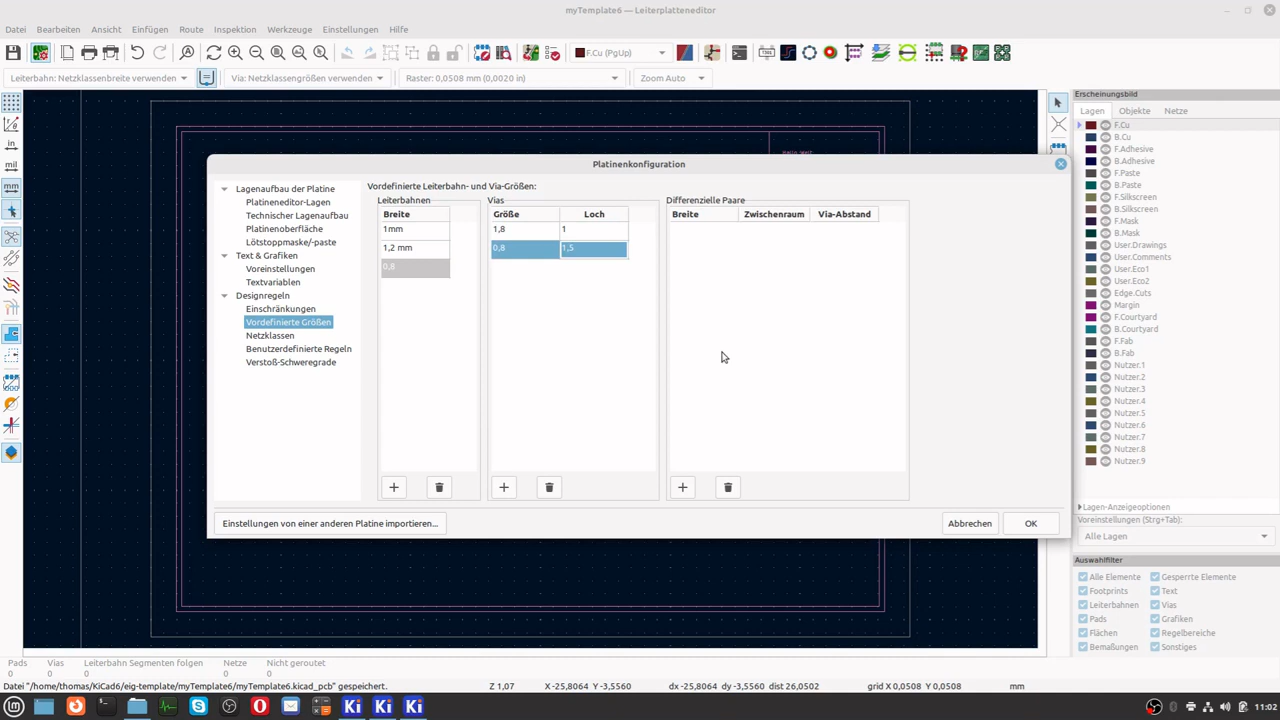 myTemplate6 — Leiterplatteneditor
Datei Bearbeiten Ansicht Einfügen Route Inspektion Werkzeuge Einstellungen Hilfe
F.Cu (PgUp)
Leiterbahn: Netzklassenbreite verwenden Via: Netzklassengrößen verwenden Raster: 0,0508 mm (0,0020 in) Zoom Auto
in
mil
mm
Platinenkonfiguration
Lagenaufbau der Platine
Platineneditor-Lagen
Technischer Lagenaufbau
Platinenoberfläche
Lötstoppmaske/-paste
Text & Grafiken
Voreinstellungen
Textvariablen
Designregeln
Einschränkungen
Vordefinierte Größen
Netzklassen
Benutzerdefinierte Regeln
Verstoß-Schweregrade
Vordefinierte Leiterbahn- und Via-Größen:
Leiterbahnen
Breite
1mm
1,2 mm
0,8
Vias
Größe Loch
1,8 1
0,8 1,5
Differenzielle Paare
Breite Zwischenraum Via-Abstand
Einstellungen von einer anderen Platine importieren...
Abbrechen OK
Erscheinungsbild
Lagen Objekte Netze
F.Cu
B.Cu
F.Adhesive
B.Adhesive
F.Paste
B.Paste
F.Silkscreen
B.Silkscreen
F.Mask
B.Mask
User.Drawings
User.Comments
User.Eco1
User.Eco2
Edge.Cuts
Margin
F.Courtyard
B.Courtyard
F.Fab
B.Fab
Nutzer.1
Nutzer.2
Nutzer.3
Nutzer.4
Nutzer.5
Nutzer.6
Nutzer.7
Nutzer.8
Nutzer.9
Lagen-Anzeigeoptionen
Voreinstellungen (Strg+Tab):
Alle Lagen
Auswahlfilter
Alle Elemente Gesperrte Elemente
Footprints Text
Leiterbahnen Vias
Pads Grafiken
Flächen Regelbereiche
Bemaßungen Sonstiges
Pads Vias Leiterbahn Segmenten folgen Netze Nicht geroutet
0 0 0 0 0
Datei "/home/thomas/KiCad6/eig-template/myTemplate6/myTemplate6.kicad_pcb" gespeichert. Z 1,07 X -25,8064 Y -3,5560 dx -25,8064 dy -3,5560 dist 26,0502 grid X 0,0508 Y 0,0508 mm
Ki Ki Ki 11:02